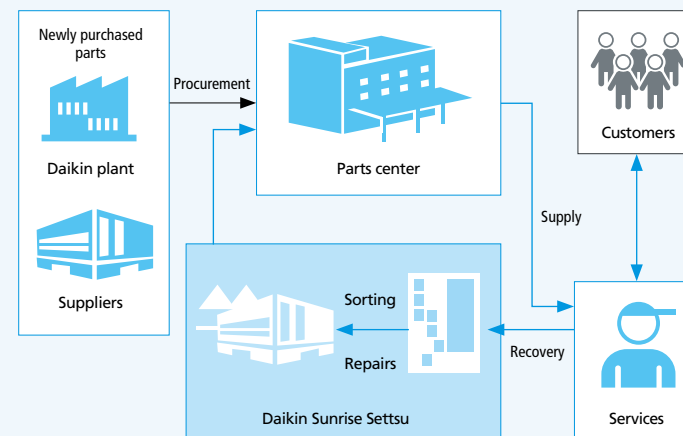 Newly purchased
parts
Daikin plant
Suppliers
Procurement
Parts center
Customers
Supply
Sorting
Repairs
Daikin Sunrise Settsu
Recovery
Services